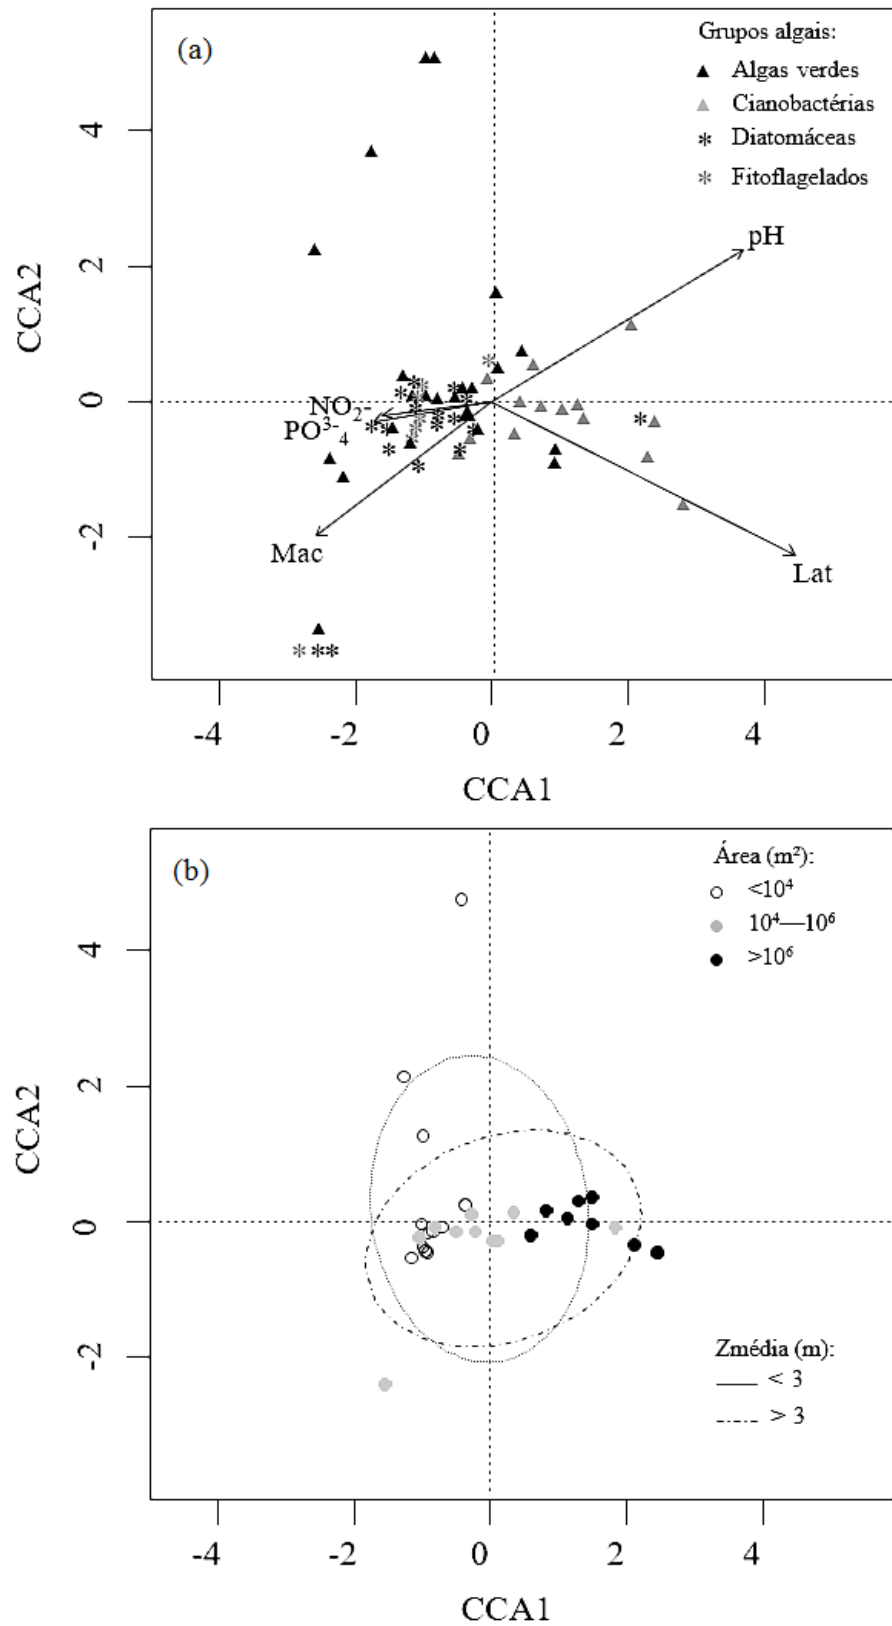 (a)
Grupos algais:
Algas verdes
Cianobactérias
Diatomáceas
Fitoflagelados
pH
NO₂⁻
PO³⁻₄
Mac
Lat
CCA2
4
2
0
-2
-4
-2
0
2
4
CCA1
(b)
Área (m²):
<10⁴
10⁴—10⁶
>10⁶
Zmédia (m):
< 3
> 3
CCA2
4
2
0
-2
-4
-2
0
2
4
CCA1